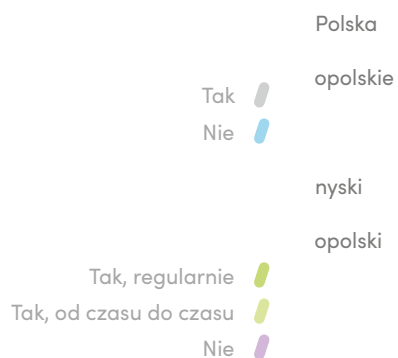 Polska
opolskie
Tak
Nie
nyski
opolski
Tak, regularnie
Tak, od czasu do czasu
Nie